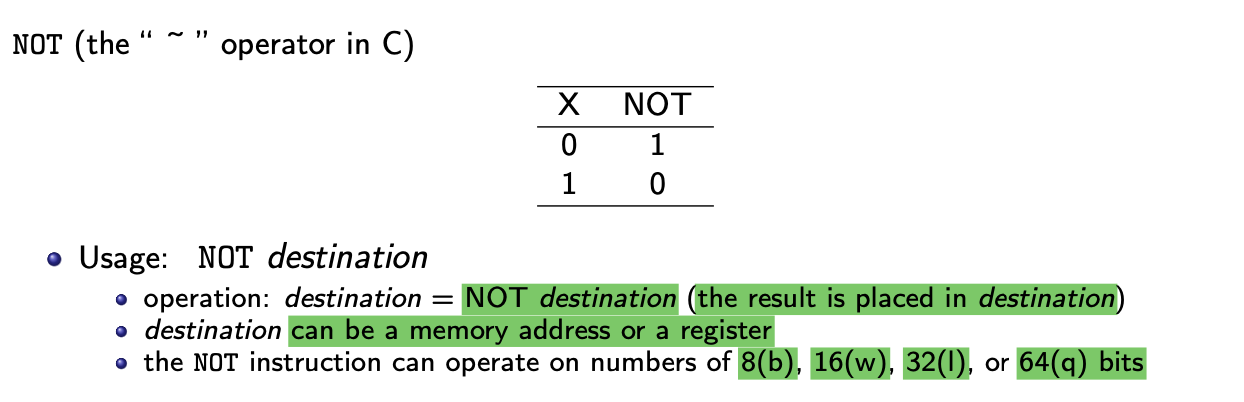 NOT (the “ ~ ” operator in C)
X NOT
0 1
1 0
Usage: NOT destination
operation: destination = NOT destination (the result is placed in destination)
destination can be a memory address or a register
the NOT instruction can operate on numbers of 8(b), 16(w), 32(l), or 64(q) bits